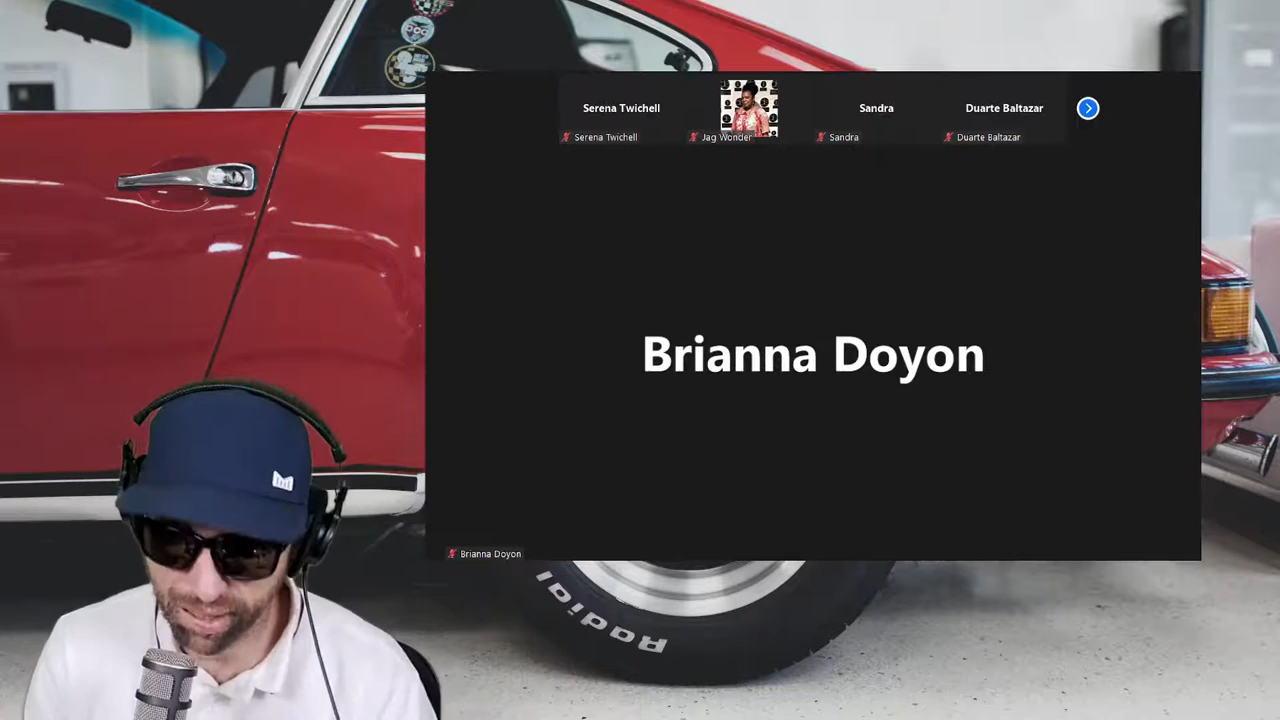 Serena Twichell
Sandra
Duarte Baltazar
Serena Twichell
Jag Wonder
Sandra
Duarte Baltazar
Brianna Doyon
Brianna Doyon
Radial